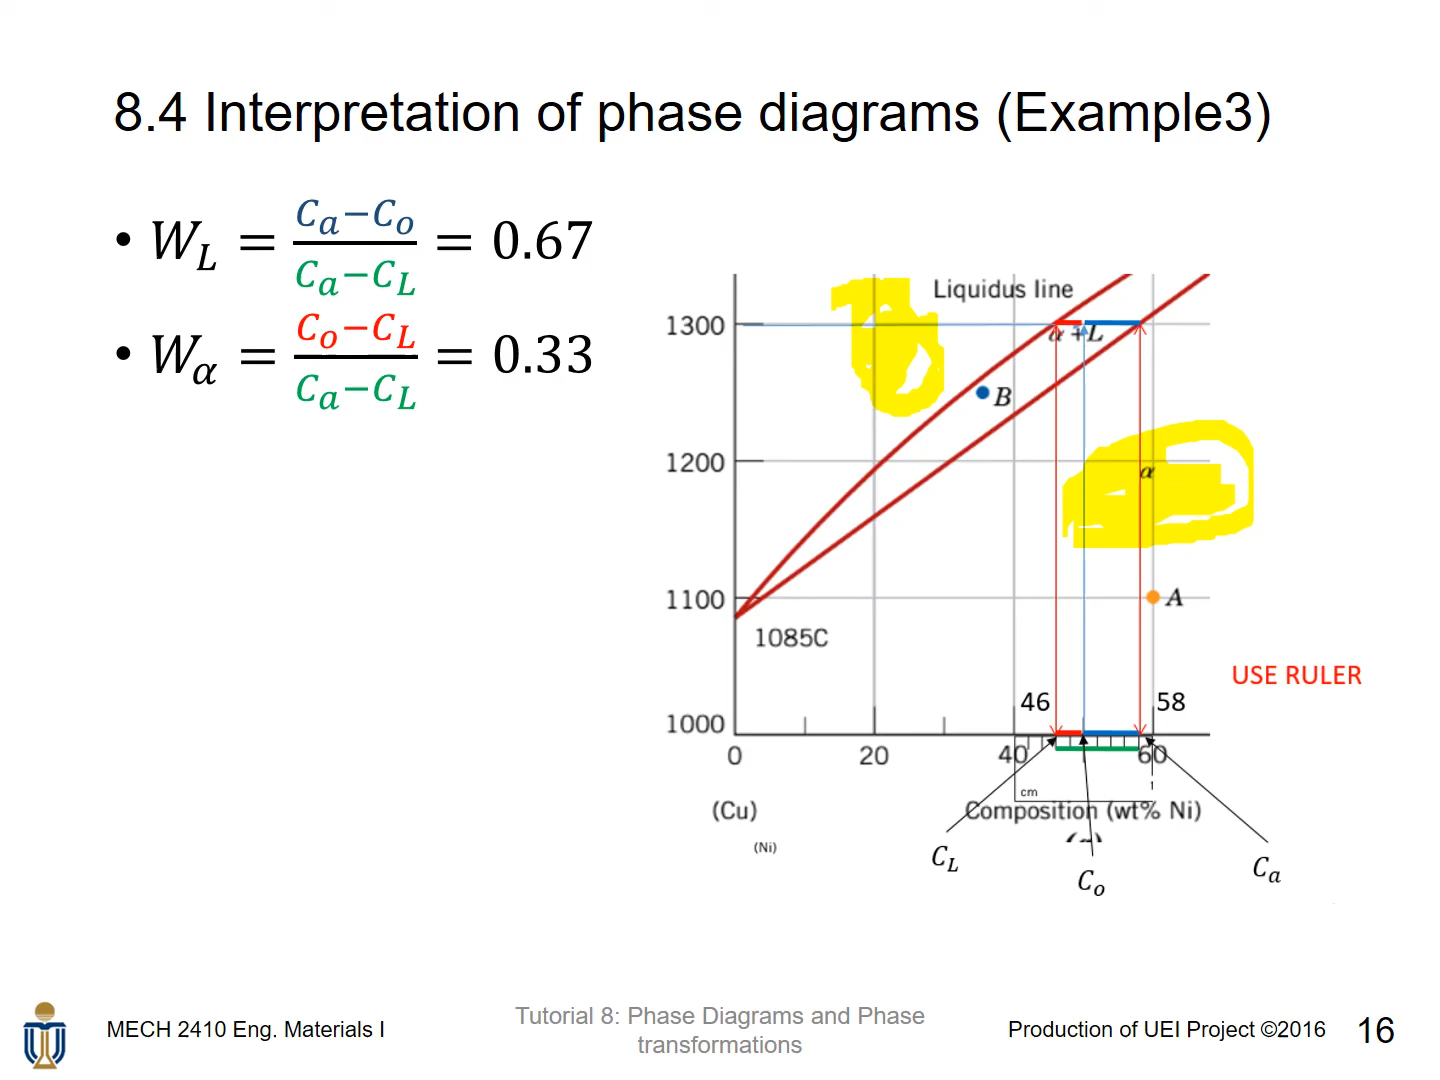 8.4 Interpretation of phase diagrams (Example3)
• W_L = (C_a−C_o)/(C_a−C_L) = 0.67
• W_α = (C_o−C_L)/(C_a−C_L) = 0.33
Liquidus line
1300
α+L
B
1200
α
1100
A
1085C
USE RULER
46
58
1000
0 20 40 60
cm
(Cu)
Composition (wt% Ni)
(Ni)
C_L
C_o
C_a
MECH 2410 Eng. Materials I
Tutorial 8: Phase Diagrams and Phase
transformations
Production of UEI Project ©2016
16